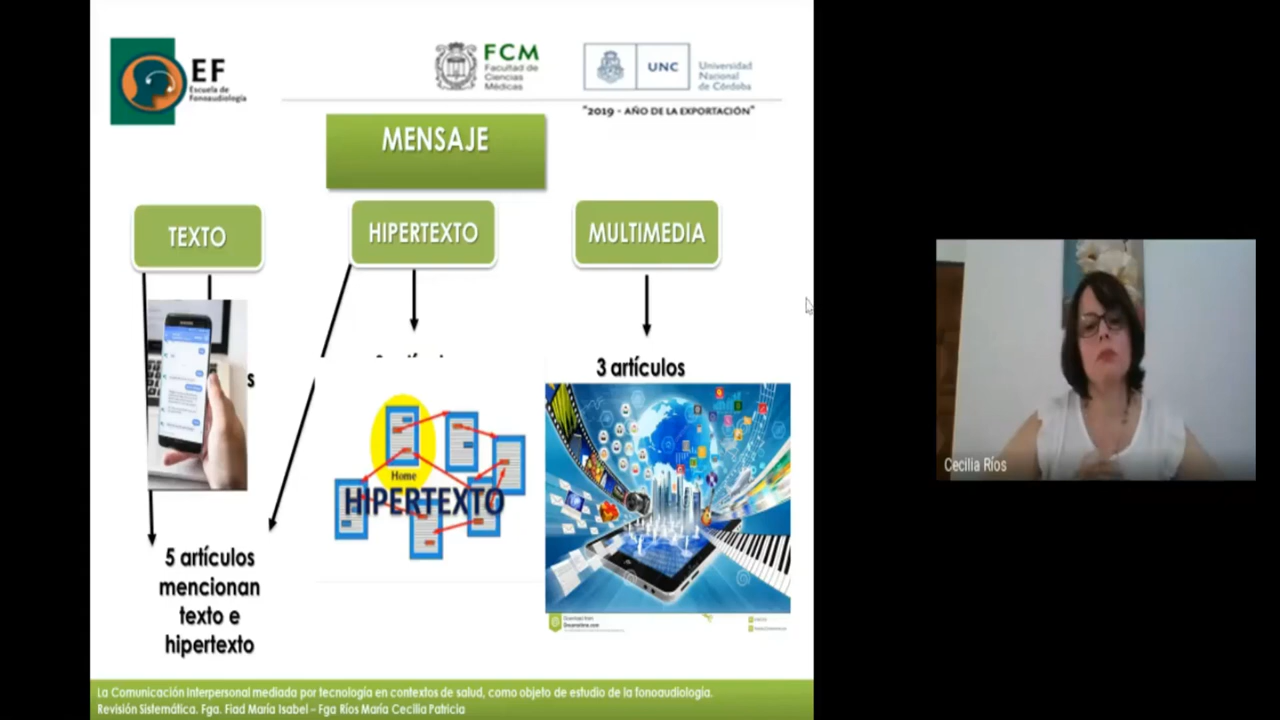 EF
Escuela de
Fonoaudiología
FCM
Facultad de
Ciencias
Médicas
UNC
Universidad
Nacional
de Córdoba
"2019 - AÑO DE LA EXPORTACIÓN"
MENSAJE
TEXTO
HIPERTEXTO
MULTIMEDIA
3 artículos
Home
HIPERTEXTO
5 artículos
mencionan
texto e
hipertexto
Cecilia Ríos
La Comunicación Interpersonal mediada por tecnología en contextos de salud, como objeto de estudio de la fonoaudiología.
Revisión Sistemática. Fga. Fiad María Isabel – Fga Ríos María Cecilia Patricia